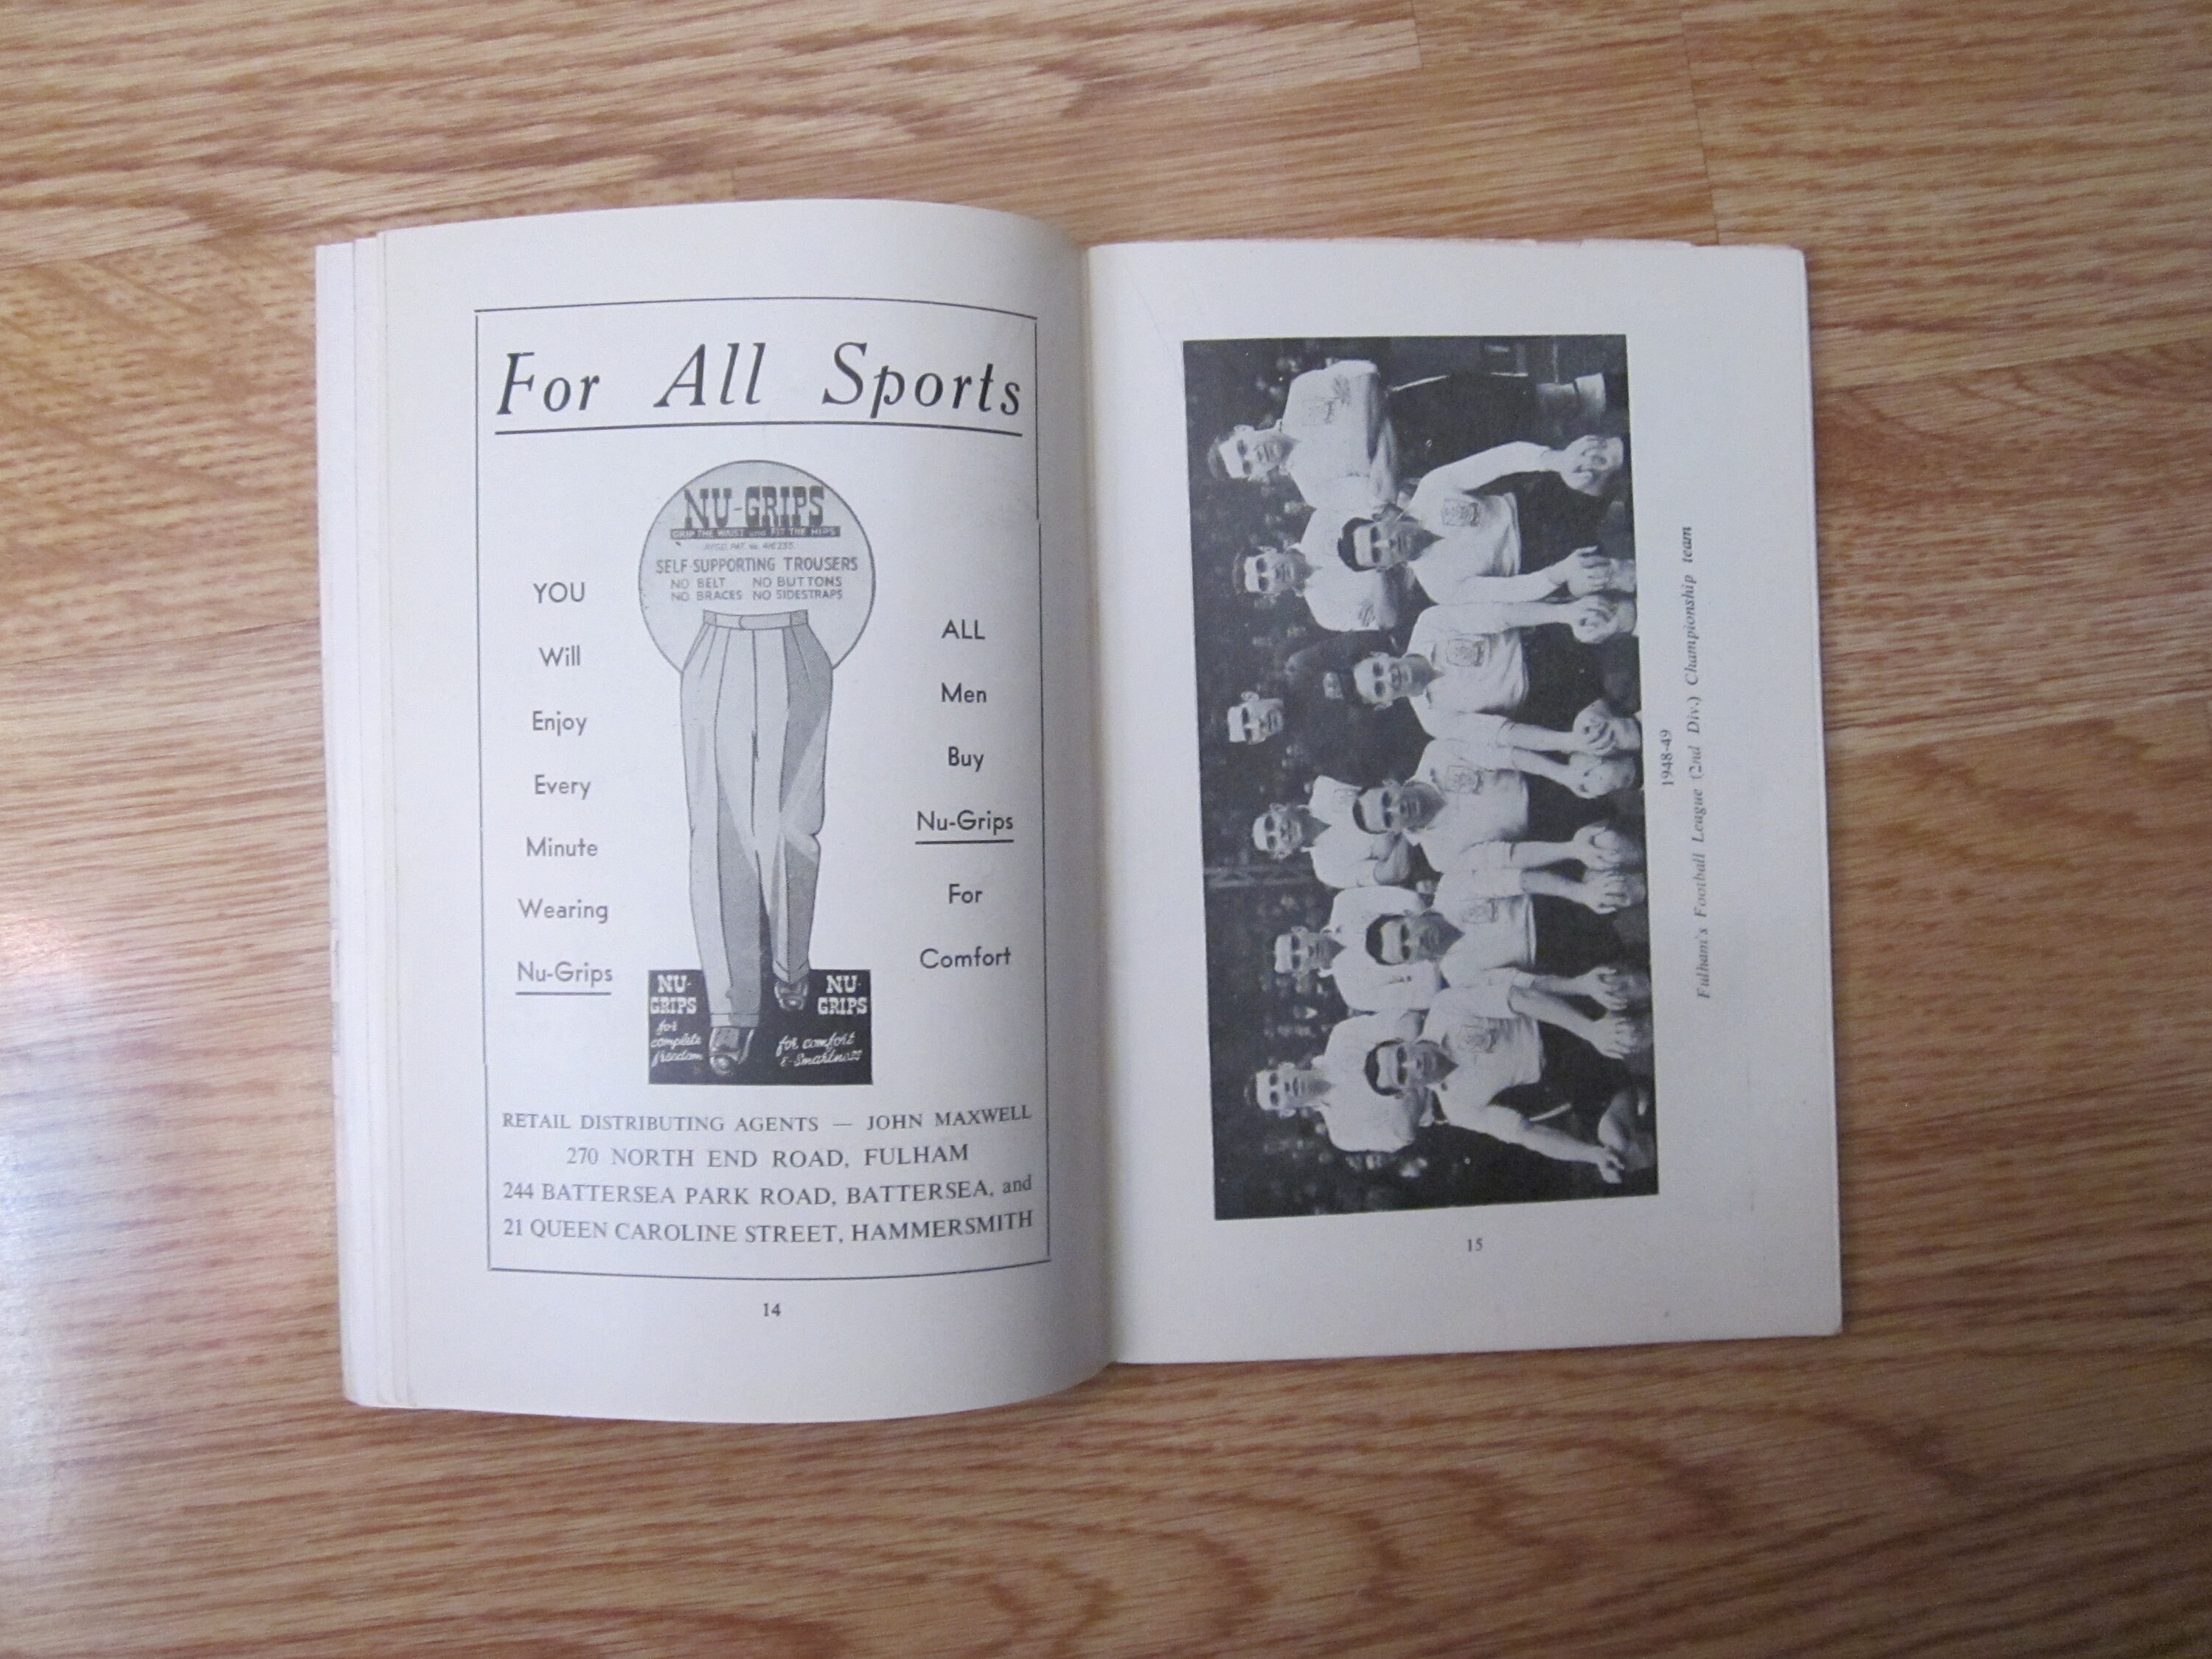 For All Sports
NU-GRIPS
GRIP THE WAIST and FIT THE HIPS
SELF-SUPPORTING TROUSERS
NO BELT NO BUTTONS
NO BRACES NO SIDESTRAPS
YOU
Will
Enjoy
Every
Minute
Wearing
Nu-Grips
ALL
Men
Buy
Nu-Grips
For
Comfort
NU-
GRIPS
for
complete
freedom
NU
GRIPS
for comfort
& Smartness
RETAIL DISTRIBUTING AGENTS — JOHN MAXWELL
270 NORTH END ROAD, FULHAM
244 BATTERSEA PARK ROAD, BATTERSEA, and
21 QUEEN CAROLINE STREET, HAMMERSMITH
14
1948-49
Fulham's Football League (2nd Div.) Championship team
15